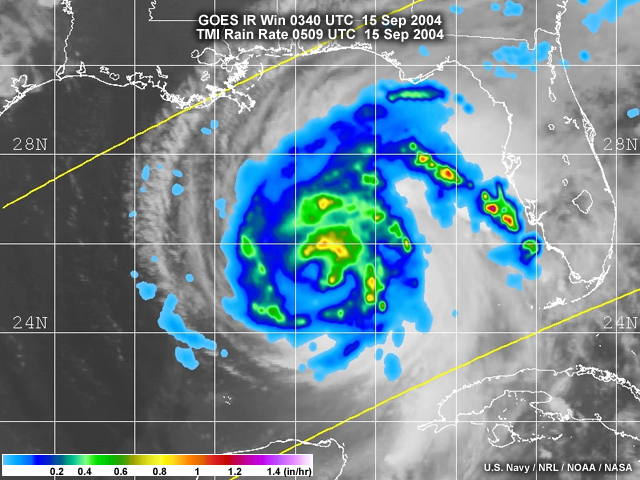 GOES IR Win 0340 UTC 15 Sep 2004
TMI Rain Rate 0509 UTC 15 Sep 2004
28N 28N
24N 24N
0.2 0.4 0.6 0.8 1 1.2 1.4 (in/hr)
U.S. Navy / NRL / NOAA / NASA